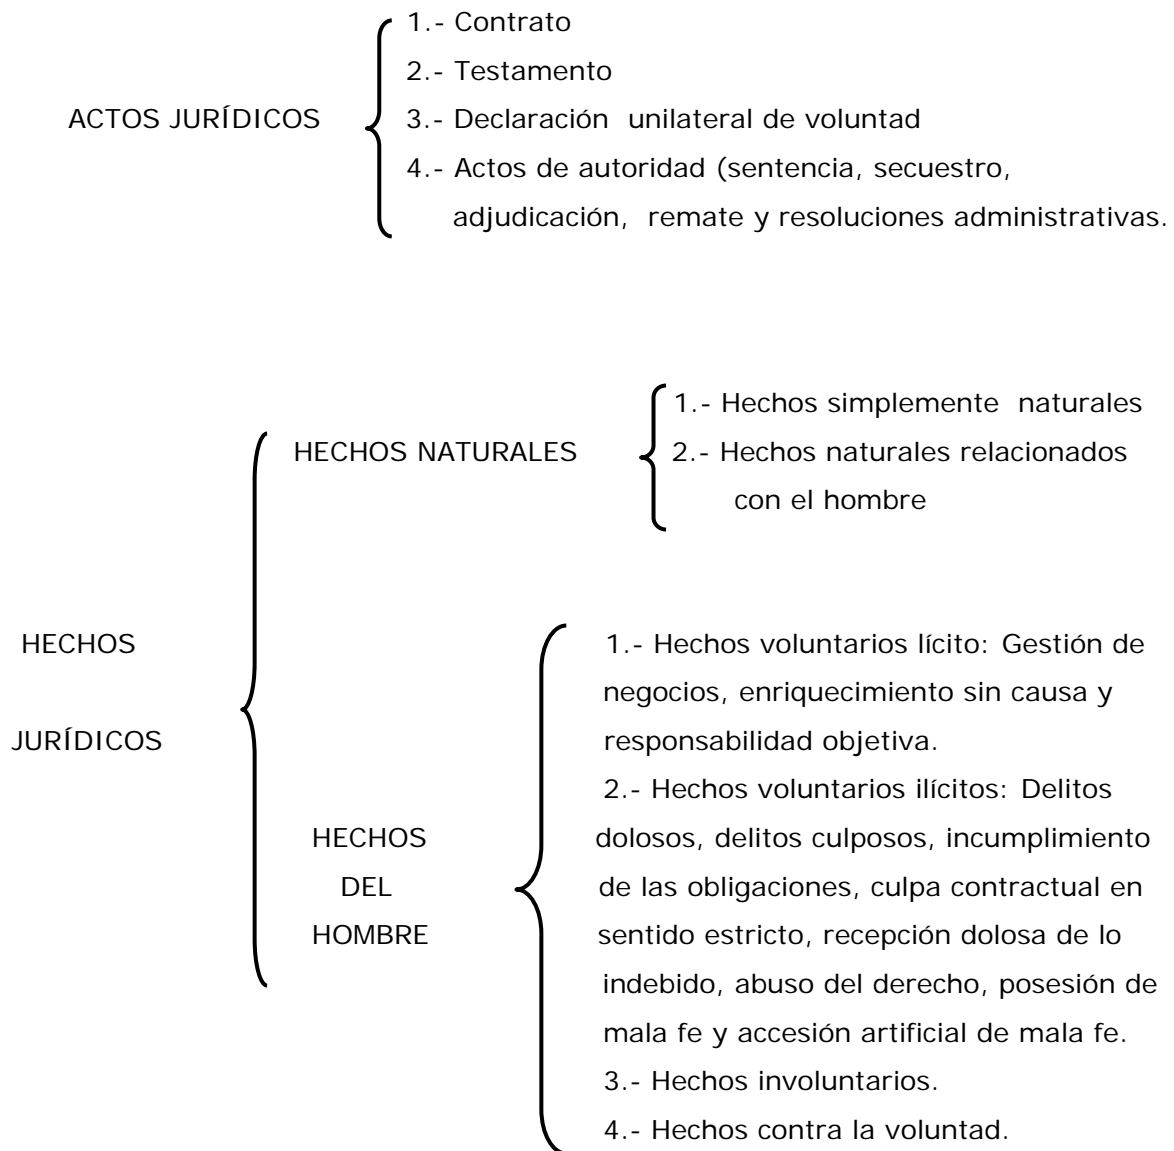 1.- Contrato
2.- Testamento
ACTOS JURÍDICOS
3.- Declaración unilateral de voluntad
4.- Actos de autoridad (sentencia, secuestro,
adjudicación, remate y resoluciones administrativas.
HECHOS
JURÍDICOS
HECHOS NATURALES
1.- Hechos simplemente naturales
2.- Hechos naturales relacionados
con el hombre
HECHOS
DEL
HOMBRE
1.- Hechos voluntarios lícito: Gestión de
negocios, enriquecimiento sin causa y
responsabilidad objetiva.
2.- Hechos voluntarios ilícitos: Delitos
dolosos, delitos culposos, incumplimiento
de las obligaciones, culpa contractual en
sentido estricto, recepción dolosa de lo
indebido, abuso del derecho, posesión de
mala fe y accesión artificial de mala fe.
3.- Hechos involuntarios.
4.- Hechos contra la voluntad.